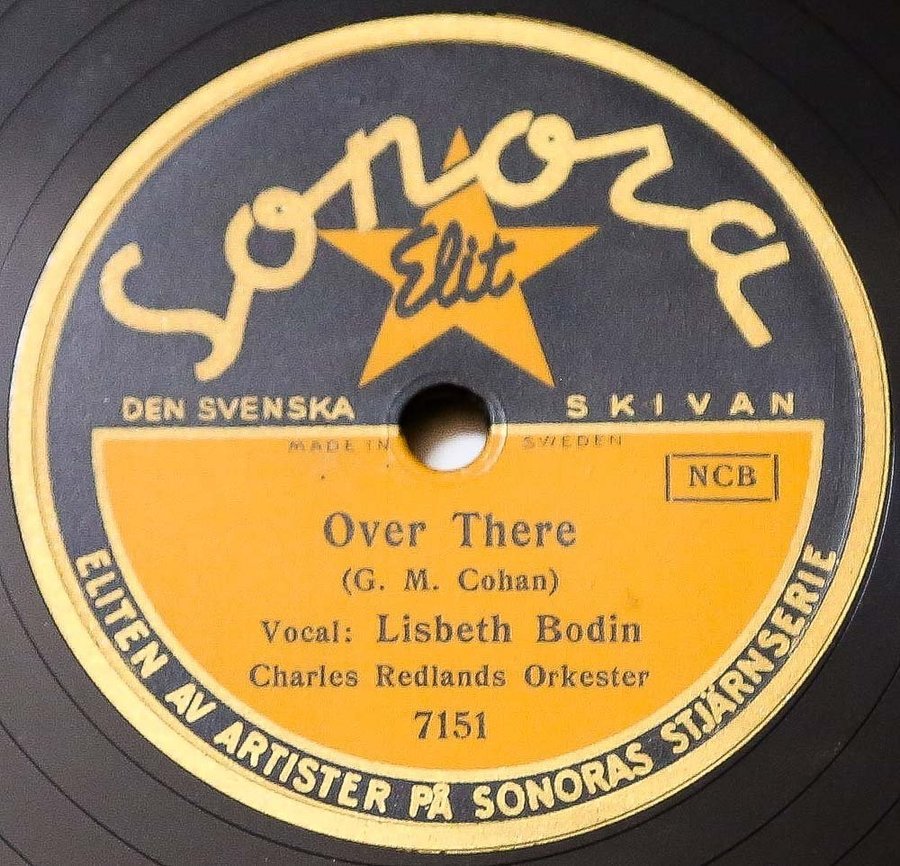 Sonora
Elit
DEN SVENSKA SKIVAN
MADE IN SWEDEN
NCB
Over There
(G. M. Cohan)
Vocal: Lisbeth Bodin
Charles Redlands Orkester
7151
ELITEN AV ARTISTER PÅ SONORAS STJÄRNSERIE